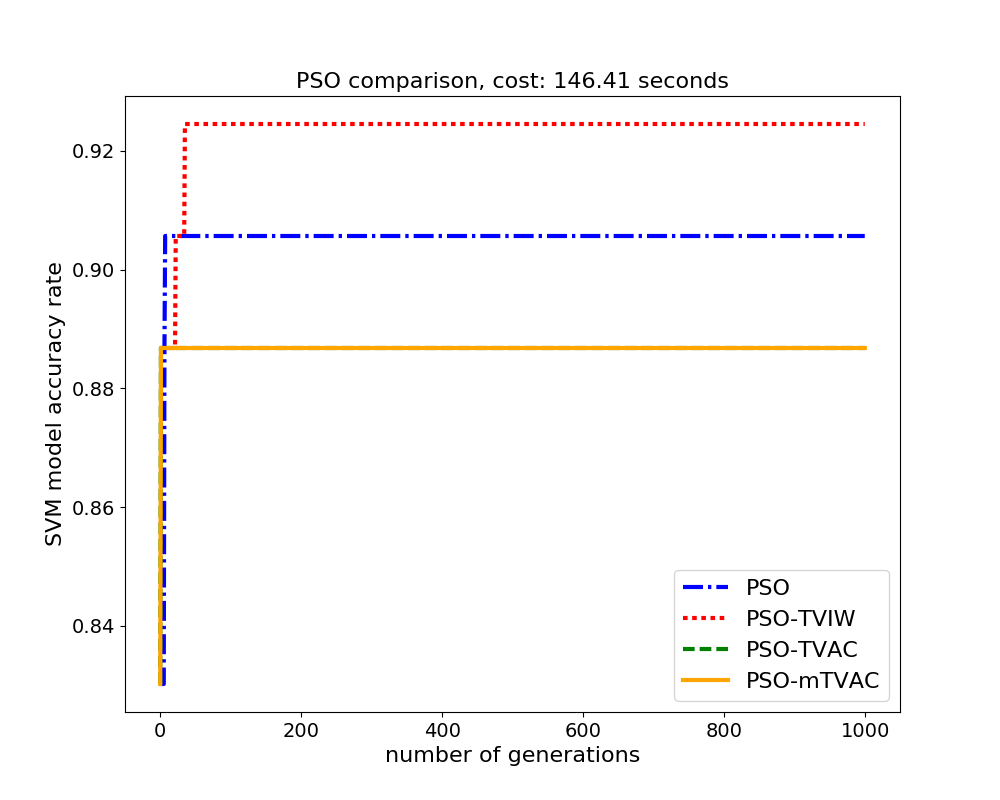 PSO comparison, cost: 146.41 seconds
SVM model accuracy rate
0.92
0.90
0.88
0.86
0.84
0
200
400
600
800
1000
number of generations
PSO
PSO-TVIW
PSO-TVAC
PSO-mTVAC